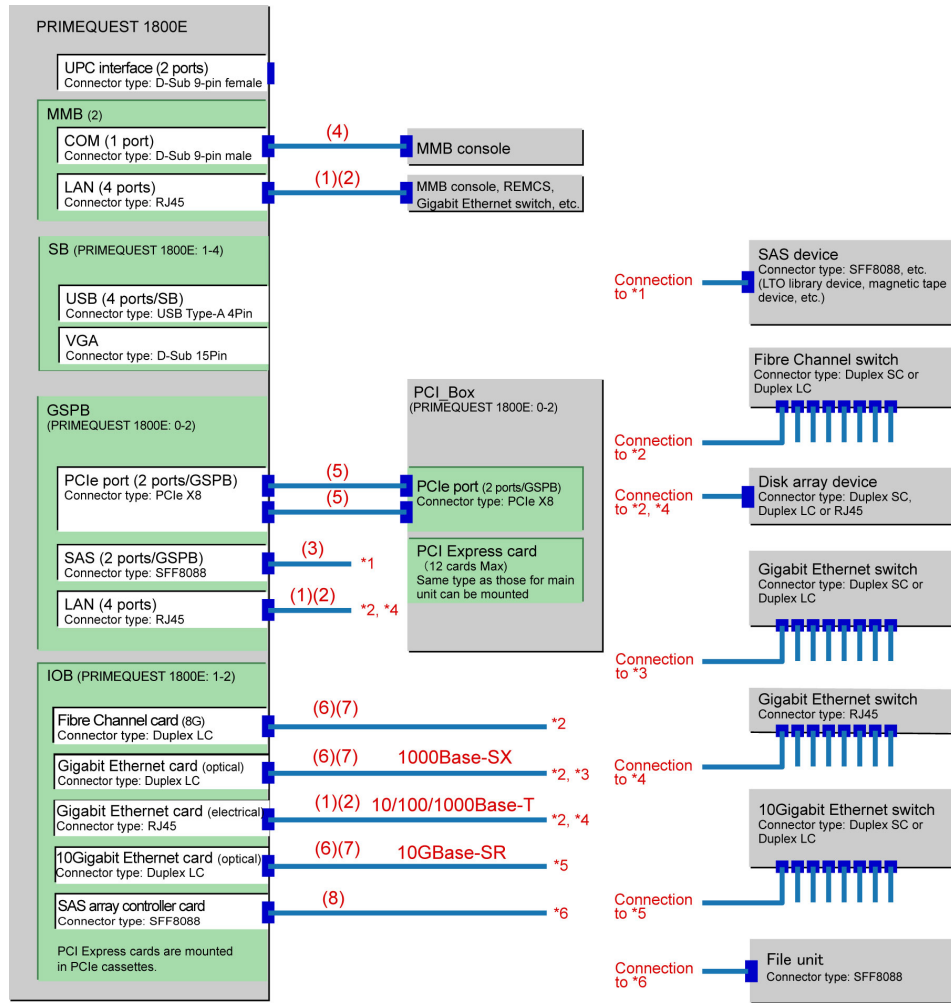 PRIMEQUEST 1800E
UPC interface (2 ports)
Connector type: D-Sub 9-pin female
MMB (2)
COM (1 port)
Connector type: D-Sub 9-pin male
(4)
MMB console
LAN (4 ports)
Connector type: RJ45
(1)(2)
MMB console, REMCS,
Gigabit Ethernet switch, etc.
SB (PRIMEQUEST 1800E: 1-4)
USB (4 ports/SB)
Connector type: USB Type-A 4Pin
VGA
Connector type: D-Sub 15Pin
GSPB
(PRIMEQUEST 1800E: 0-2)
PCIe port (2 ports/GSPB)
Connector type: PCIe X8
(5)
(5)
SAS (2 ports/GSPB)
Connector type: SFF8088
(3)
*1
LAN (4 ports)
Connector type: RJ45
(1)(2)
*2, *4
PCI_Box
(PRIMEQUEST 1800E: 0-2)
PCIe port (2 ports/GSPB)
Connector type: PCIe X8
PCI Express card
(12 cards Max)
Same type as those for main
unit can be mounted
IOB (PRIMEQUEST 1800E: 1-2)
Fibre Channel card (8G)
Connector type: Duplex LC
(6)(7)
*2
Gigabit Ethernet card (optical)
Connector type: Duplex LC
(6)(7)
1000Base-SX
*2, *3
Gigabit Ethernet card (electrical)
Connector type: RJ45
(1)(2)
10/100/1000Base-T
*2, *4
10Gigabit Ethernet card (optical)
Connector type: Duplex LC
(6)(7)
10GBase-SR
*5
SAS array controller card
Connector type: SFF8088
(8)
*6
PCI Express cards are mounted
in PCIe cassettes.
Connection
to *1
SAS device
Connector type: SFF8088, etc.
(LTO library device, magnetic tape
device, etc.)
Fibre Channel switch
Connector type: Duplex SC or
Duplex LC
Connection
to *2
Connection
to *2, *4
Disk array device
Connector type: Duplex SC,
Duplex LC or RJ45
Gigabit Ethernet switch
Connector type: Duplex SC or
Duplex LC
Connection
to *3
Gigabit Ethernet switch
Connector type: RJ45
Connection
to *4
10Gigabit Ethernet switch
Connector type: Duplex SC or
Duplex LC
Connection
to *5
Connection
to *6
File unit
Connector type: SFF8088